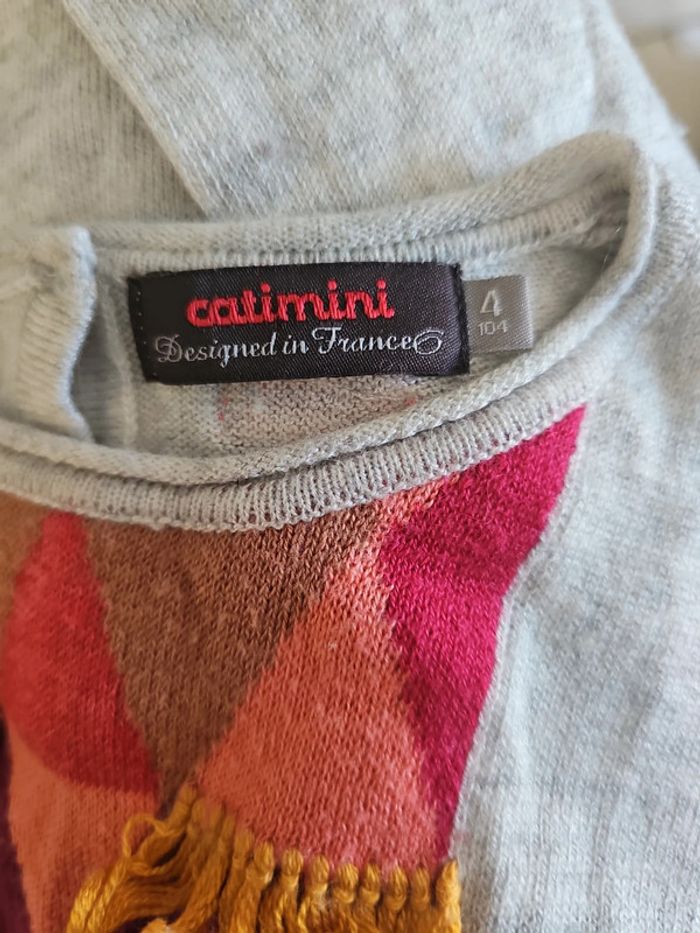 catimini
Designed in France
4
104